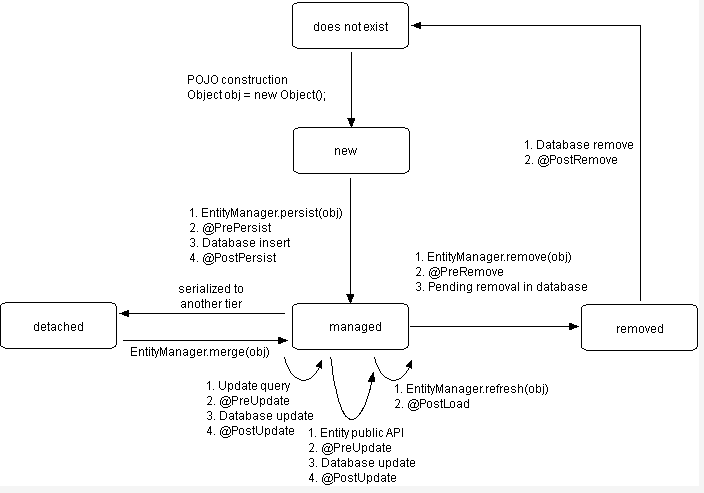 does not exist
POJO construction
Object obj = new Object();
new
1. Database remove
2. @PostRemove
1. EntityManager.persist(obj)
2. @PrePersist
3. Database insert
4. @PostPersist
1. EntityManager.remove(obj)
2. @PreRemove
3. Pending removal in database
serialized to
another tier
detached
managed
removed
EntityManager.merge(obj)
1. Update query
2. @PreUpdate
3. Database update
4. @PostUpdate
1. EntityManager.refresh(obj)
2. @PostLoad
1. Entity public API
2. @PreUpdate
3. Database update
4. @PostUpdate